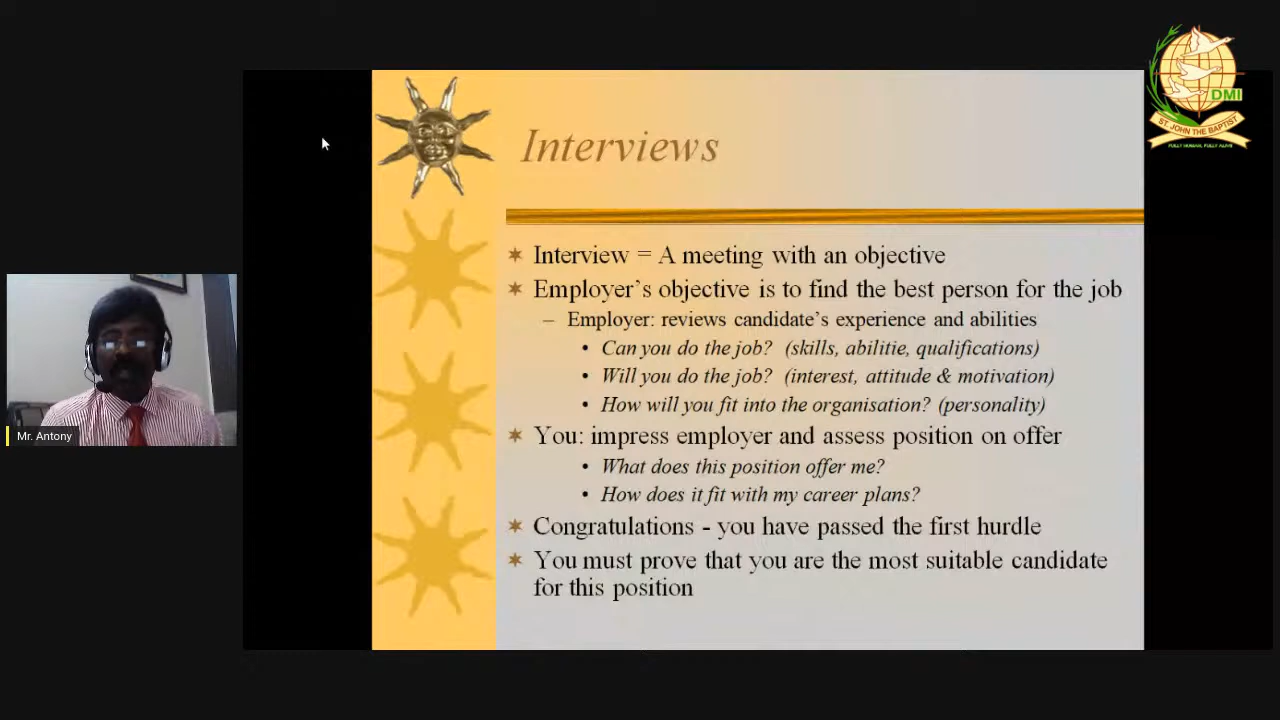 DMI
ST. JOHN THE BAPTIST
FULLY HUMAN, FULLY ALIVE
Interviews
Interview = A meeting with an objective
Employer's objective is to find the best person for the job
– Employer: reviews candidate's experience and abilities
• Can you do the job? (skills, abilitie, qualifications)
• Will you do the job? (interest, attitude & motivation)
• How will you fit into the organisation? (personality)
You: impress employer and assess position on offer
• What does this position offer me?
• How does it fit with my career plans?
Congratulations - you have passed the first hurdle
You must prove that you are the most suitable candidate
for this position
Mr. Antony